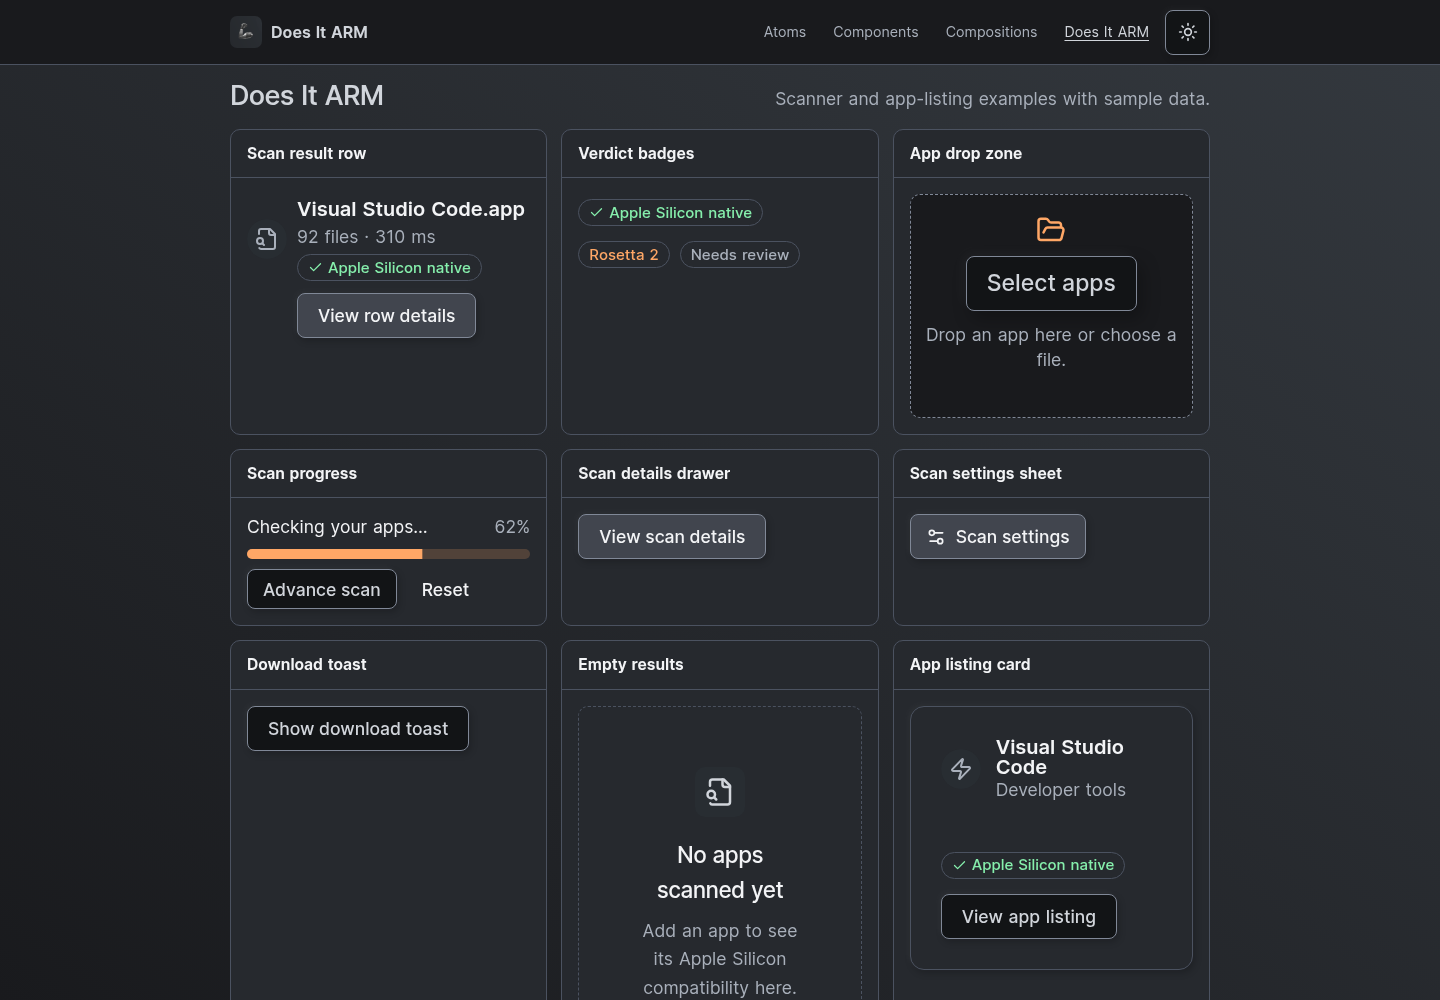 Does It ARM
Atoms
Components
Compositions
Does It ARM
Does It ARM
Scanner and app-listing examples with sample data.
Scan result row
Visual Studio Code.app
92 files · 310 ms
Apple Silicon native
View row details
Verdict badges
Apple Silicon native
Rosetta 2
Needs review
App drop zone
Select apps
Drop an app here or choose a
file.
Scan progress
Checking your apps...
62%
Advance scan
Reset
Scan details drawer
View scan details
Scan settings sheet
Scan settings
Download toast
Show download toast
Empty results
No apps
scanned yet
Add an app to see
its Apple Silicon
compatibility here.
App listing card
Visual Studio
Code
Developer tools
Apple Silicon native
View app listing